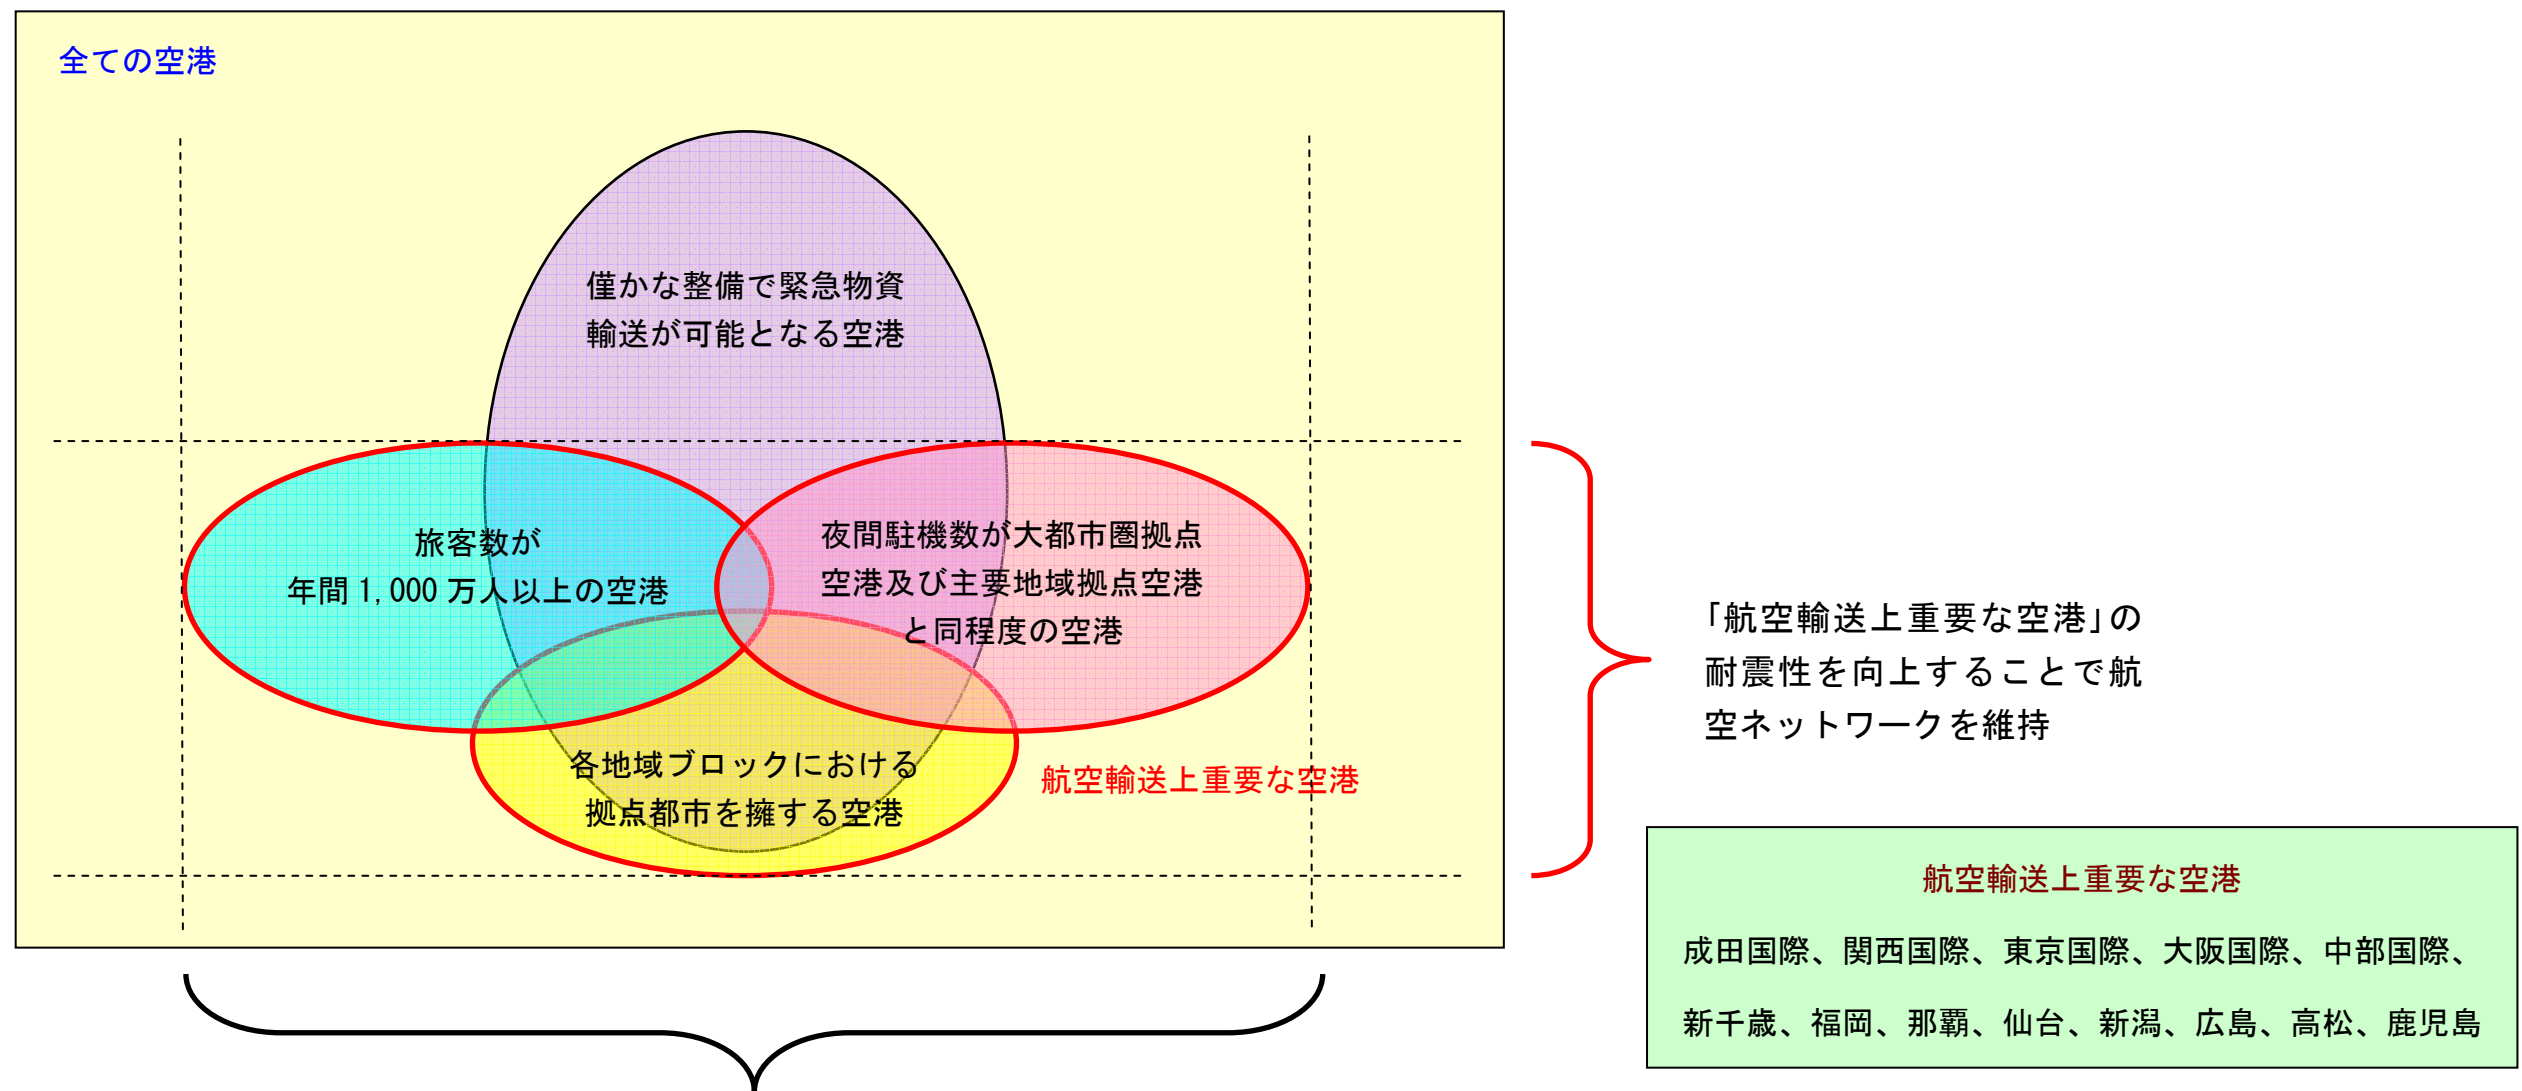 全ての空港
僅かな整備で緊急物資
輸送が可能となる空港
旅客数が
年間1,000万人以上の空港
夜間駐機数が大都市圏拠点
空港及び主要地域拠点空港
と同程度の空港
各地域ブロックにおける
拠点都市を擁する空港
航空輸送上重要な空港
「航空輸送上重要な空港」の
耐震性を向上することで航
空ネットワークを維持
航空輸送上重要な空港
成田国際、関西国際、東京国際、大阪国際、中部国際、
新千歳、福岡、那覇、仙台、新潟、広島、高松、鹿児島